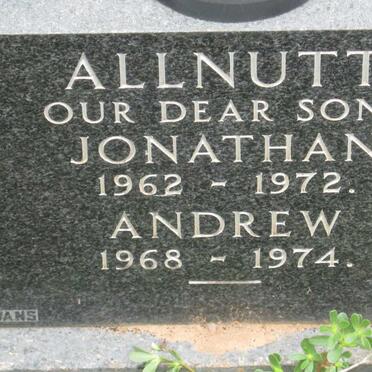 ALLNUTT
OUR DEAR SON
JONATHAN
1962 - 1972.
ANDREW
1968 - 1974.